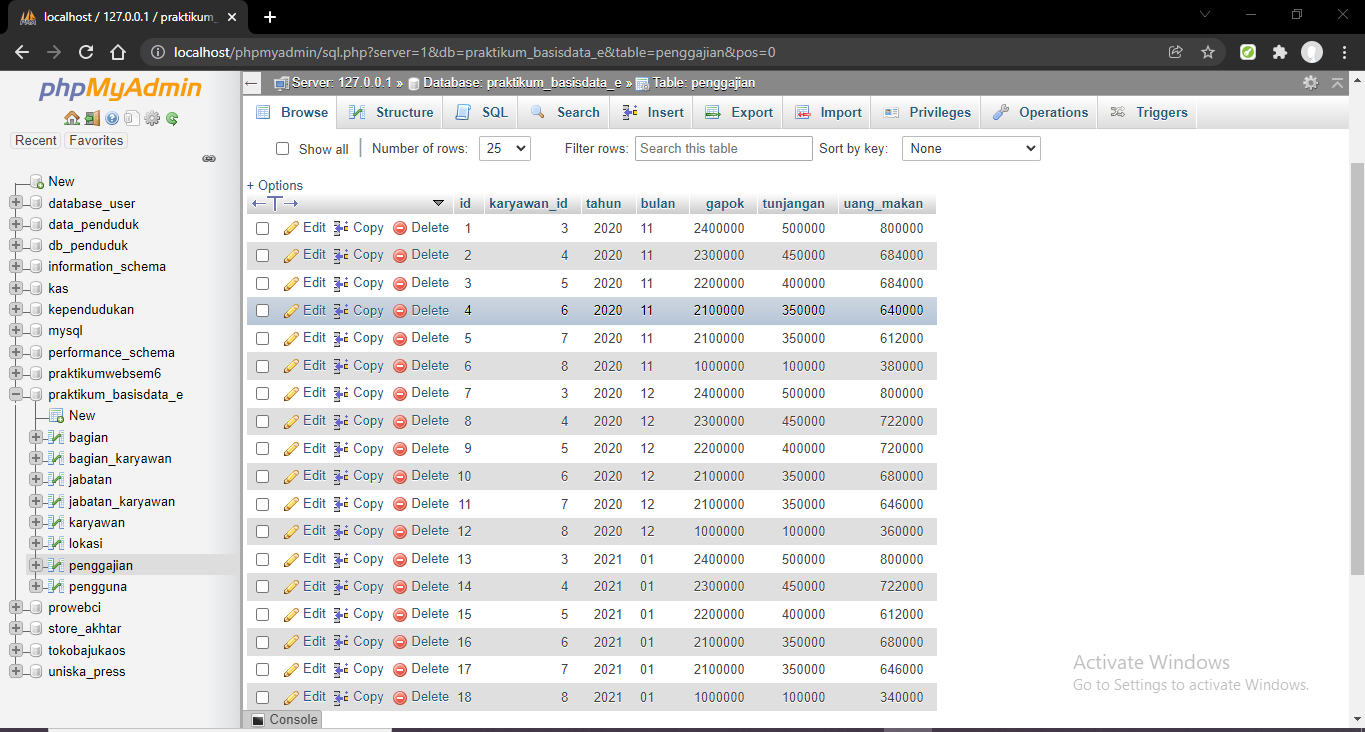 localhost / 127.0.0.1 / praktikum_
localhost/phpmyadmin/sql.php?server=1&db=praktikum_basisdata_e&table=penggajian&pos=0
phpMyAdmin
Recent Favorites
New
database_user
data_penduduk
db_penduduk
information_schema
kas
kependudukan
mysql
performance_schema
praktikumwebsem6
praktikum_basisdata_e
New
bagian
bagian_karyawan
jabatan
jabatan_karyawan
karyawan
lokasi
penggajian
pengguna
prowebci
store_akhtar
tokobajukaos
uniska_press
Server: 127.0.0.1 » Database: praktikum_basisdata_e » Table: penggajian
Browse Structure SQL Search Insert Export Import Privileges Operations Triggers
Show all Number of rows: 25 Filter rows: Search this table Sort by key: None
+ Options
←T→ id karyawan_id tahun bulan gapok tunjangan uang_makan
Edit Copy Delete 1 3 2020 11 2400000 500000 800000
Edit Copy Delete 2 4 2020 11 2300000 450000 684000
Edit Copy Delete 3 5 2020 11 2200000 400000 684000
Edit Copy Delete 4 6 2020 11 2100000 350000 640000
Edit Copy Delete 5 7 2020 11 2100000 350000 612000
Edit Copy Delete 6 8 2020 11 1000000 100000 380000
Edit Copy Delete 7 3 2020 12 2400000 500000 800000
Edit Copy Delete 8 4 2020 12 2300000 450000 722000
Edit Copy Delete 9 5 2020 12 2200000 400000 720000
Edit Copy Delete 10 6 2020 12 2100000 350000 680000
Edit Copy Delete 11 7 2020 12 2100000 350000 646000
Edit Copy Delete 12 8 2020 12 1000000 100000 360000
Edit Copy Delete 13 3 2021 01 2400000 500000 800000
Edit Copy Delete 14 4 2021 01 2300000 450000 722000
Edit Copy Delete 15 5 2021 01 2200000 400000 612000
Edit Copy Delete 16 6 2021 01 2100000 350000 680000
Edit Copy Delete 17 7 2021 01 2100000 350000 646000
Edit Copy Delete 18 8 2021 01 1000000 100000 340000
Console
Activate Windows
Go to Settings to activate Windows.